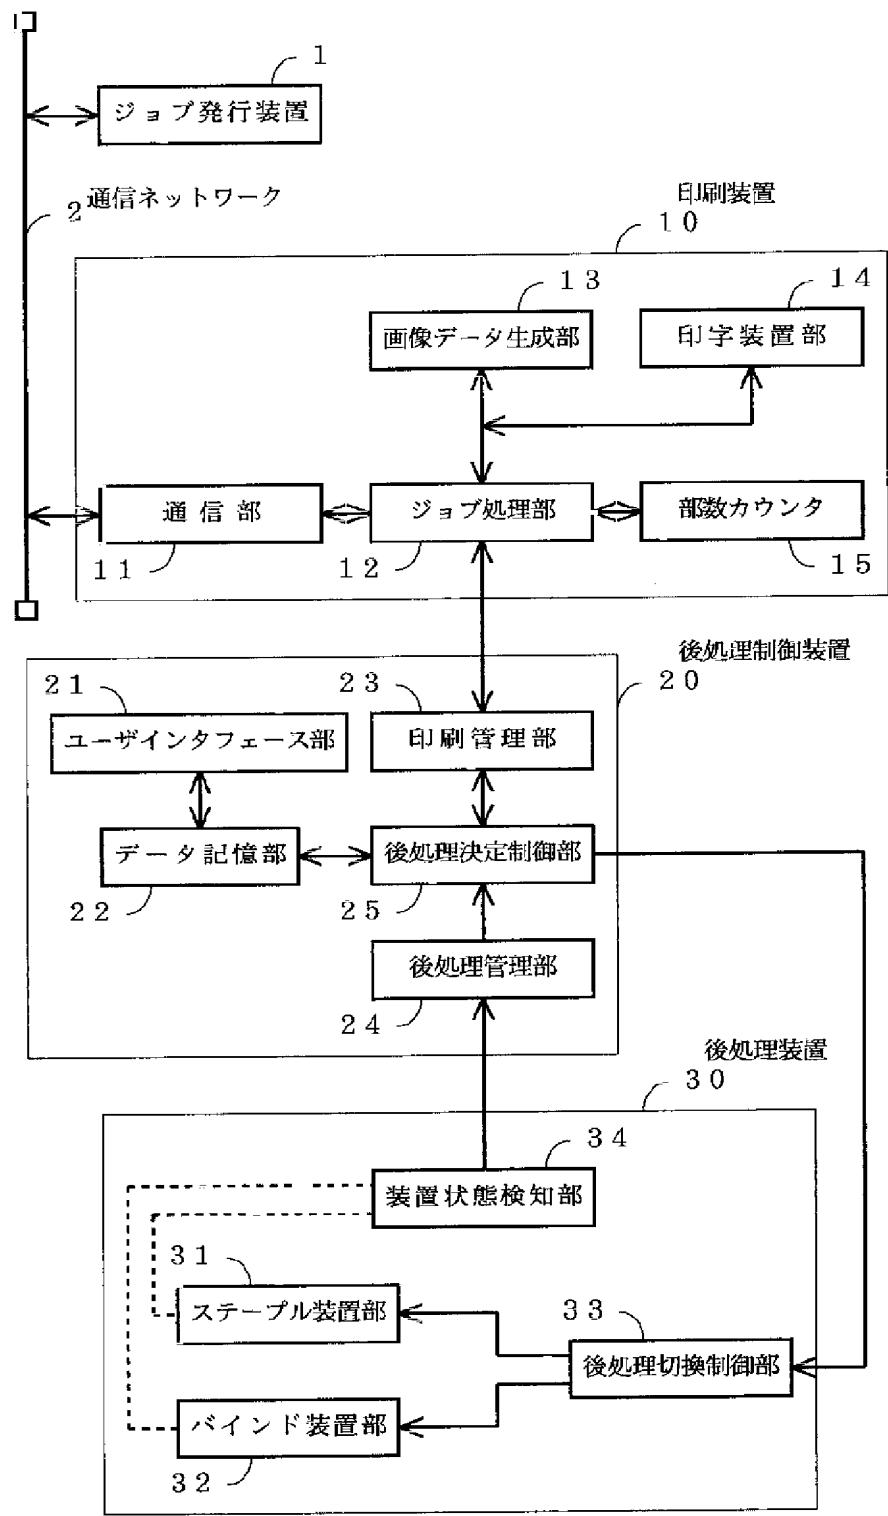 1
ジョブ発行装置
2
通信ネットワーク
印刷装置
10
13
14
画像データ生成部
印字装置部
通信部
ジョブ処理部
部数カウンタ
11
12
15
後処理制御装置
20
21
23
ユーザインタフェース部
印刷管理部
データ記憶部
後処理決定制御部
22
25
後処理管理部
24
後処理装置
30
34
装置状態検知部
31
ステープル装置部
33
後処理切換制御部
バインド装置部
32